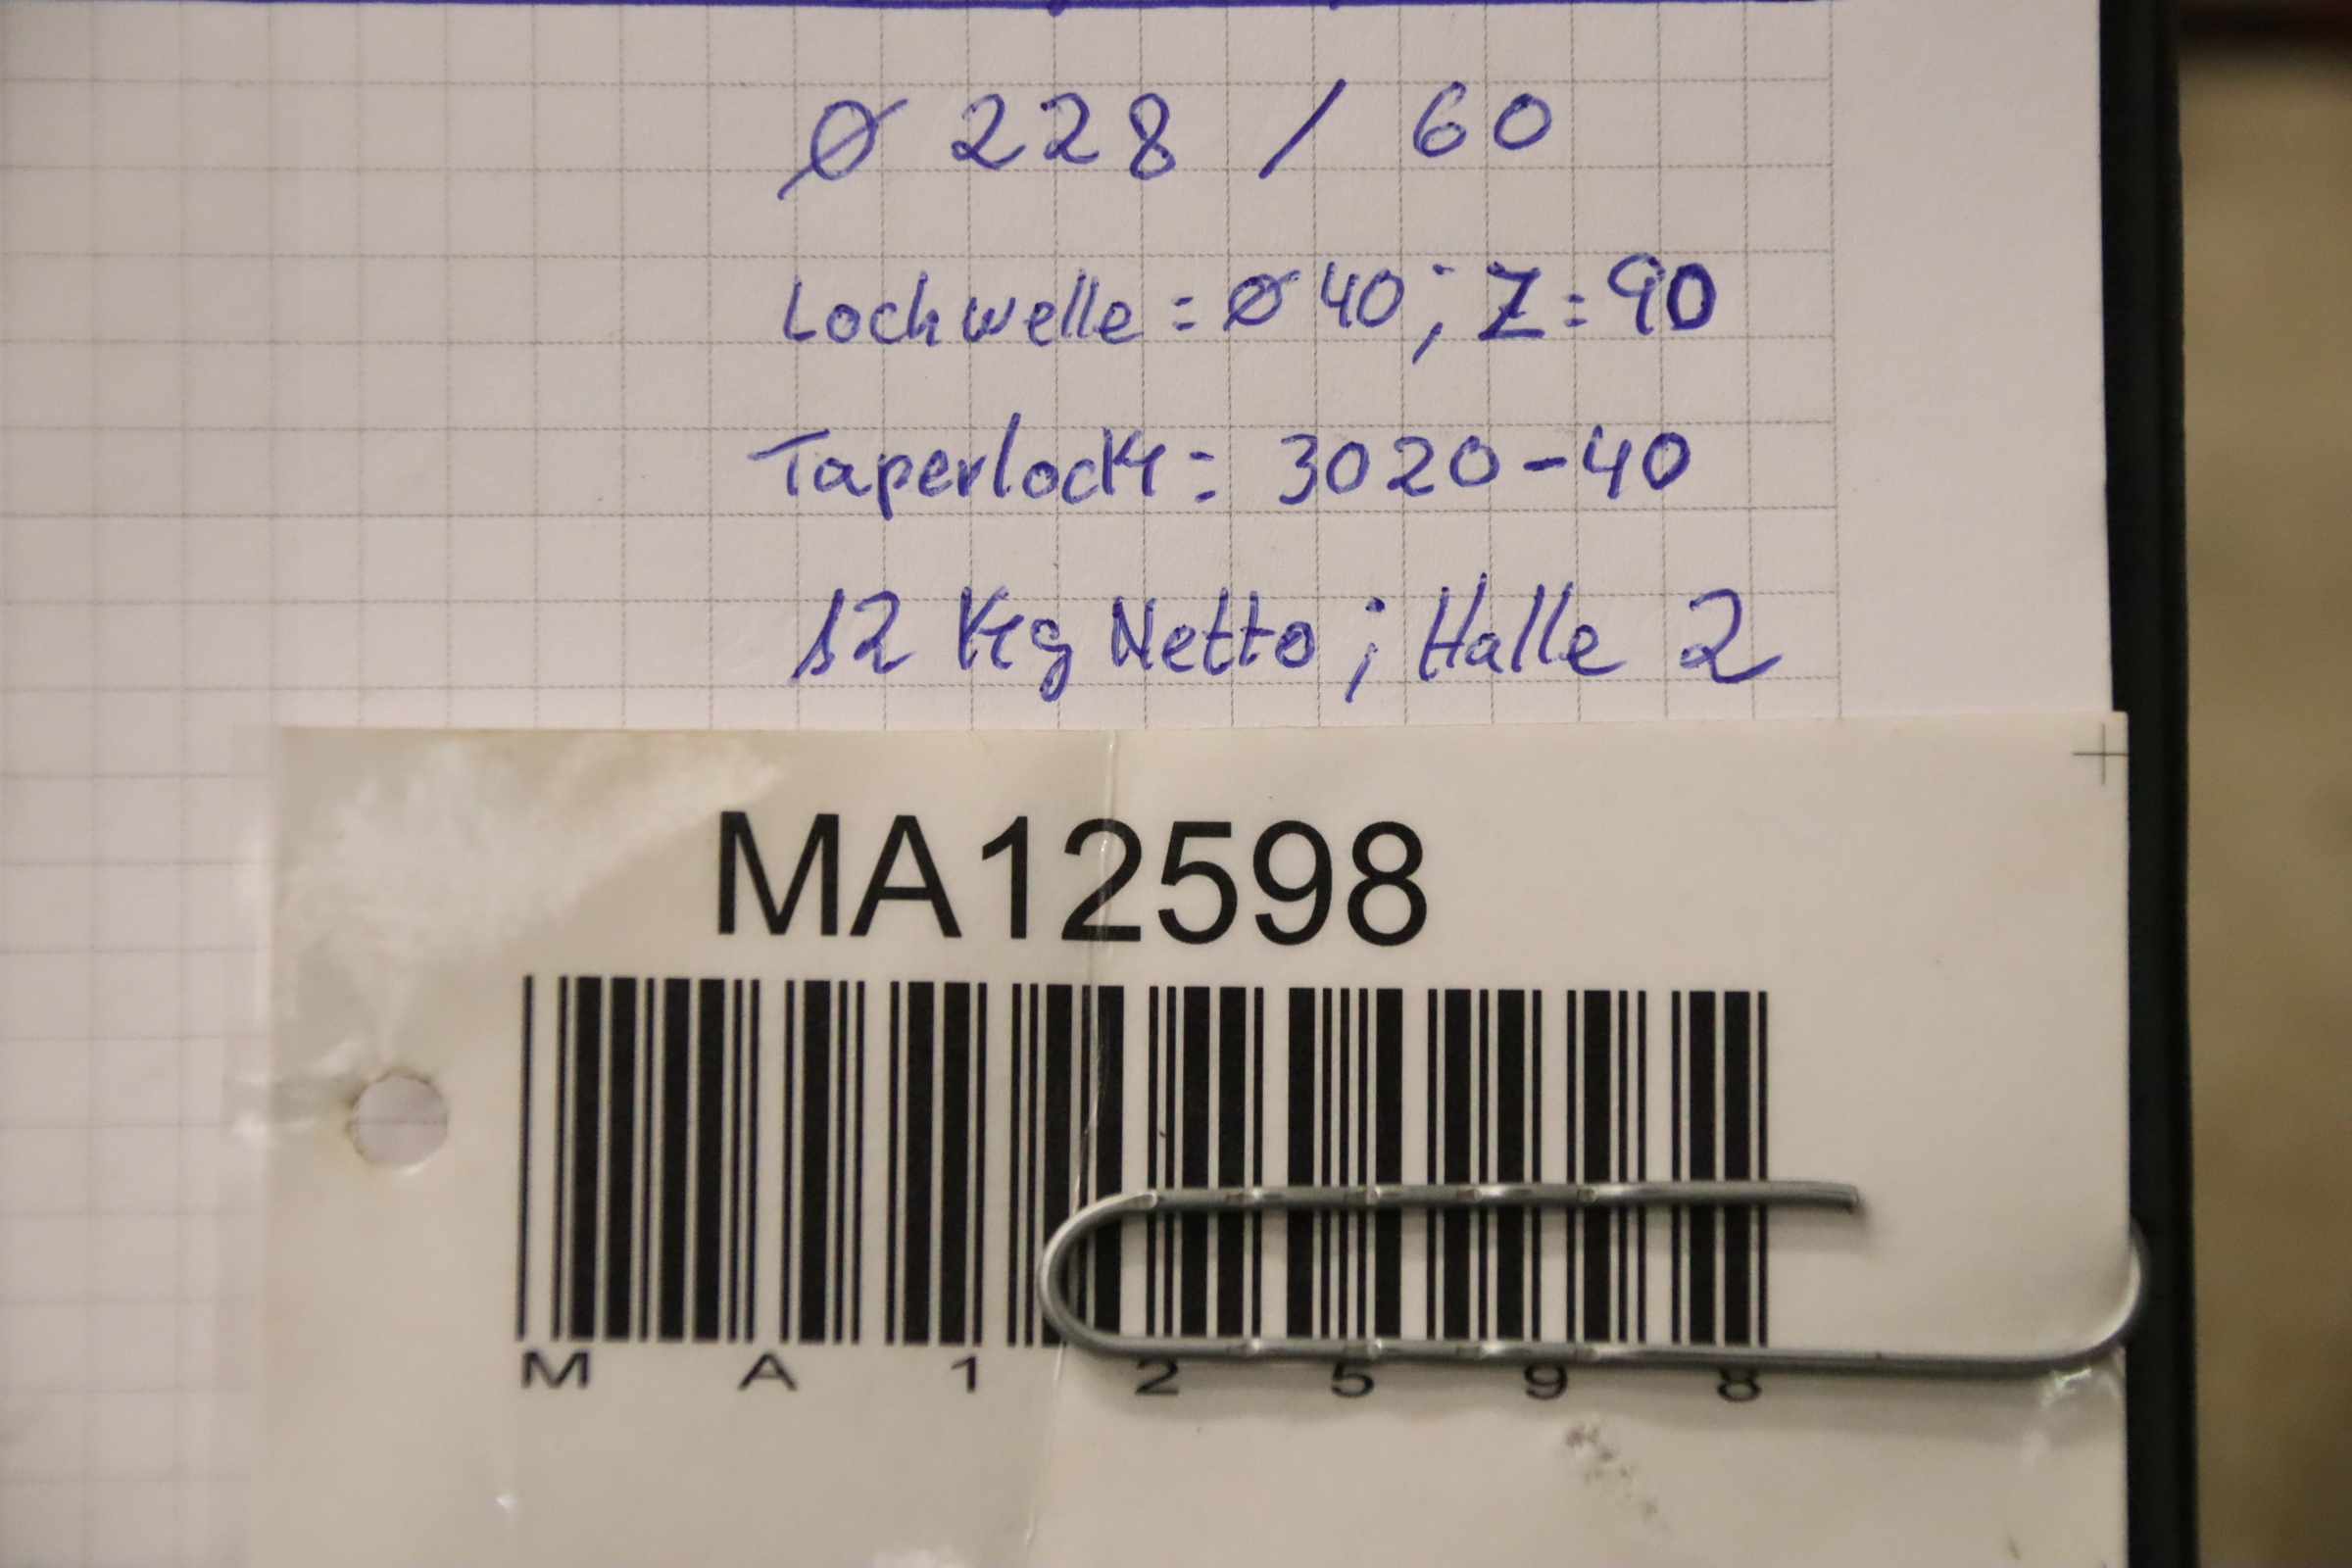 Ø 228 / 60
Lochwelle = Ø 40; Z = 90
Taperlock: 3020-40
12 Kg Netto; Halle 2
MA12598
M A 1 2 5 9 8